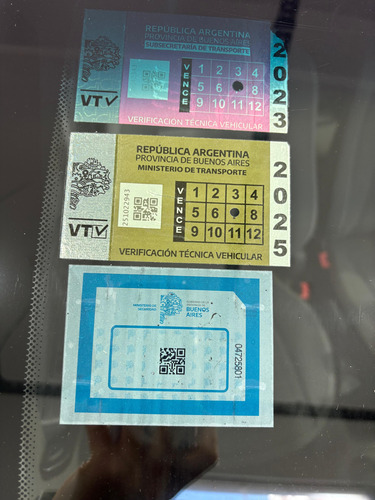 REPÚBLICA ARGENTINA
PROVINCIA DE BUENOS AIRES
SUBSECRETARÍA DE TRANSPORTE
VENCE
1 2 3 4
5 6 8
9 10 11 12
2023
VTV
VERIFICACIÓN TÉCNICA VEHICULAR
REPÚBLICA ARGENTINA
PROVINCIA DE BUENOS AIRES
MINISTERIO DE TRANSPORTE
251022943
VENCE
1 2 3 4
5 6 8
9 10 11 12
2025
VTV
VERIFICACIÓN TÉCNICA VEHICULAR
BUENOS
AIRES
04725801